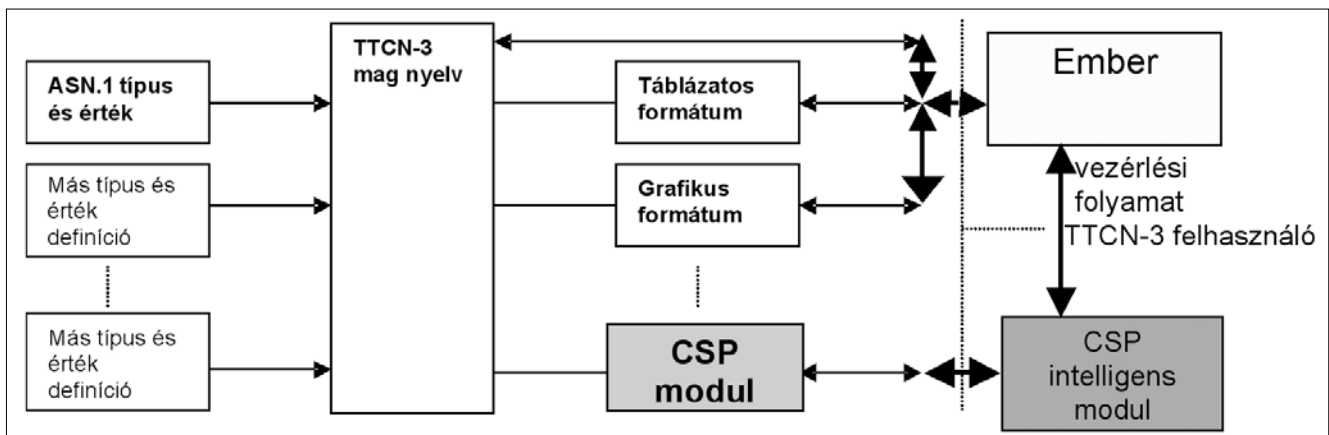 ASN.1 típus
és érték
Más típus és
érték
definíció
Más típus és
érték
definíció
TTCN-3
mag nyelv
Táblázatos
formátum
Grafikus
formátum
CSP
modul
Ember
vezérlési
folyamat
TTCN-3 felhasználó
CSP
intelligens
modul